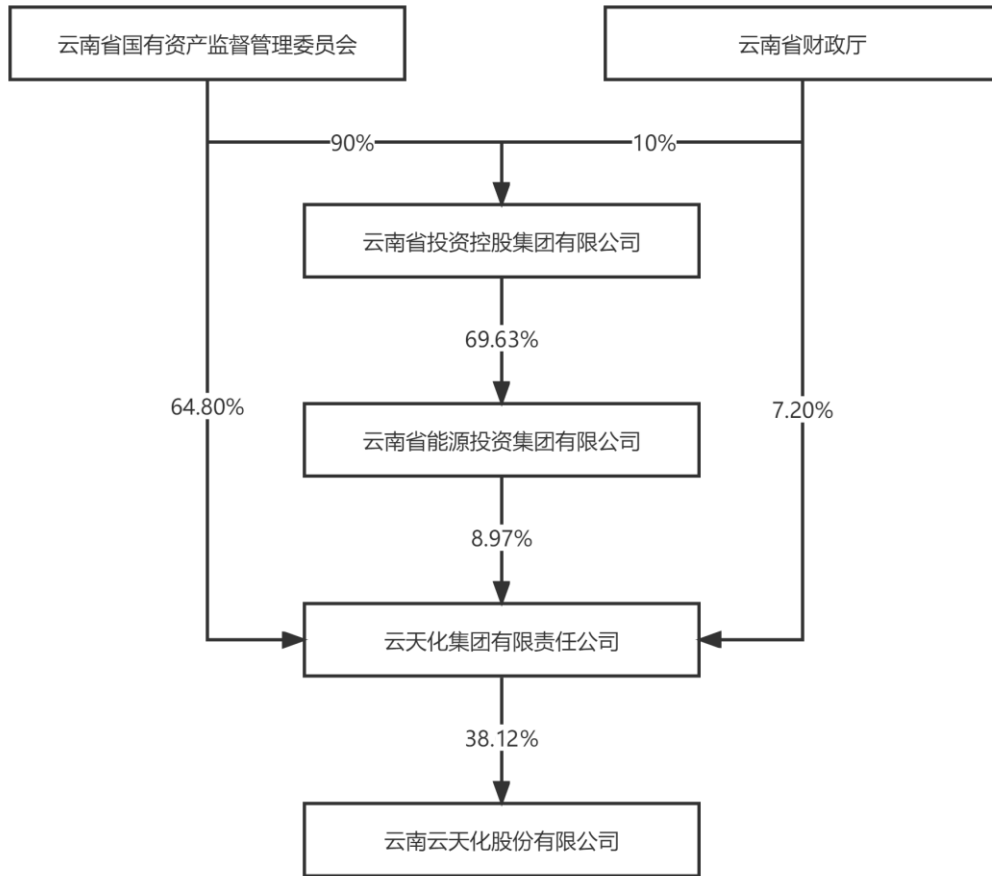 云南省国有资产监督管理委员会
云南省财政厅
90%
10%
云南省投资控股集团有限公司
69.63%
64.80%
7.20%
云南省能源投资集团有限公司
8.97%
云天化集团有限责任公司
38.12%
云南云天化股份有限公司